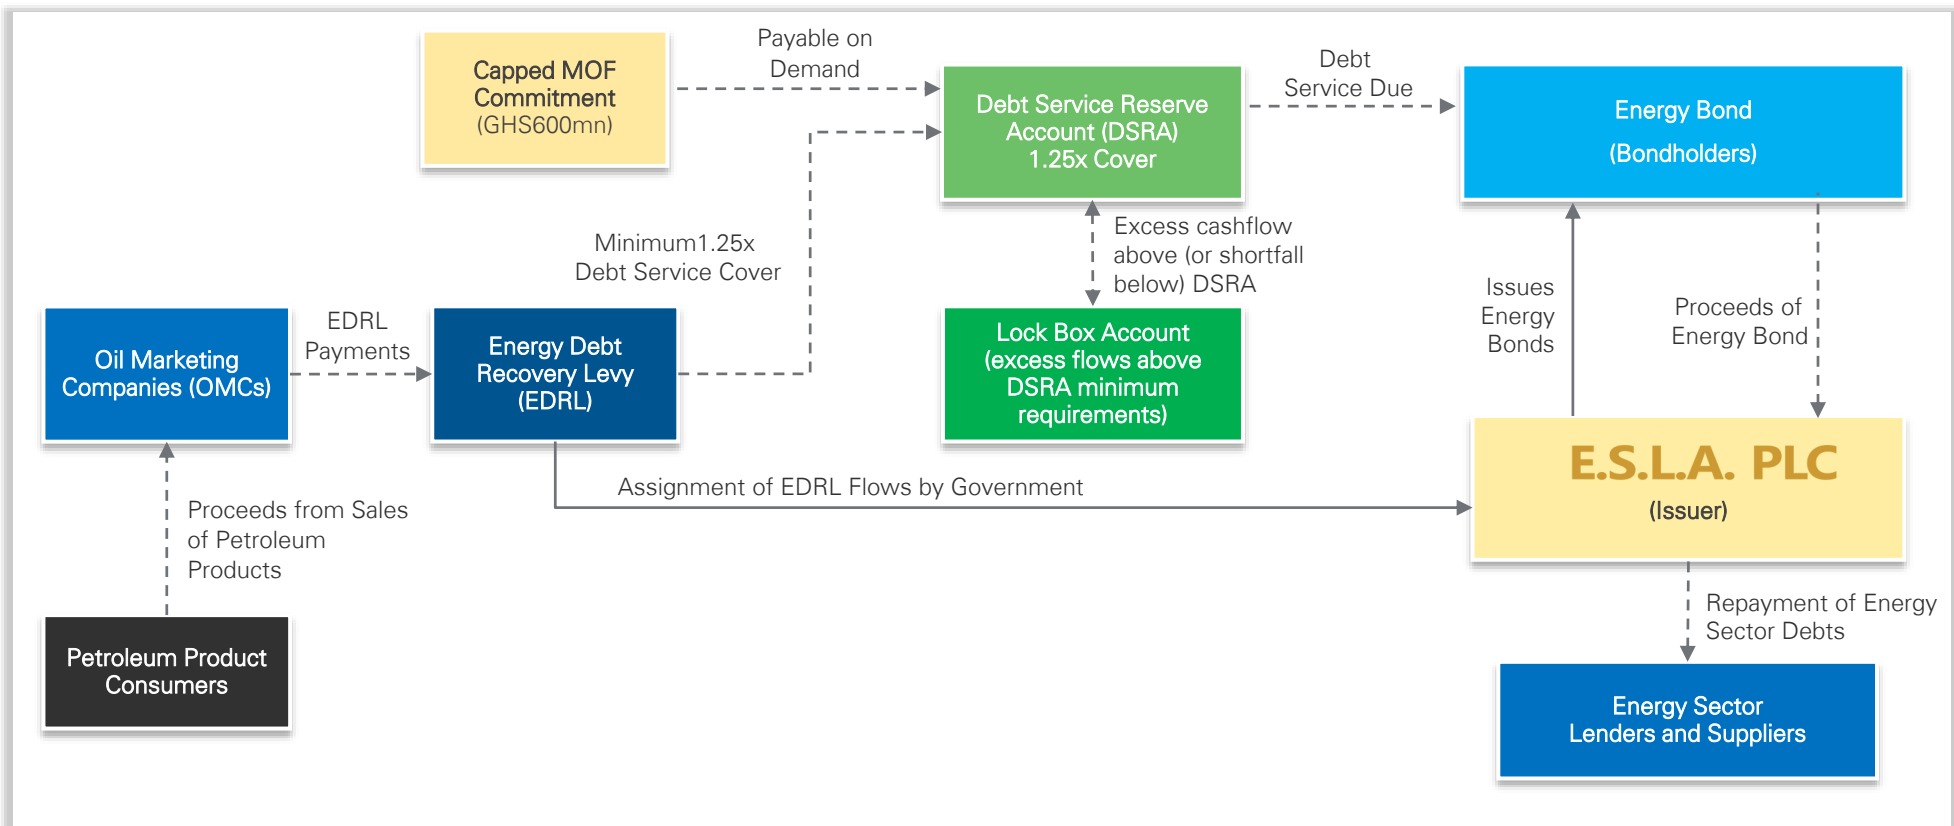 Capped MOF
Commitment
(GHS600mn)
Payable on
Demand
Debt Service Reserve
Account (DSRA)
1.25x Cover
Debt
Service Due
Energy Bond
(Bondholders)
Minimum1.25x
Debt Service Cover
Excess cashflow
above (or shortfall
below) DSRA
Issues
Energy
Bonds
Proceeds of
Energy Bond
Oil Marketing
Companies (OMCs)
EDRL
Payments
Energy Debt
Recovery Levy
(EDRL)
Lock Box Account
(excess flows above
DSRA minimum
requirements)
Assignment of EDRL Flows by Government
E.S.L.A. PLC
(Issuer)
Proceeds from Sales
of Petroleum
Products
Repayment of Energy
Sector Debts
Petroleum Product
Consumers
Energy Sector
Lenders and Suppliers